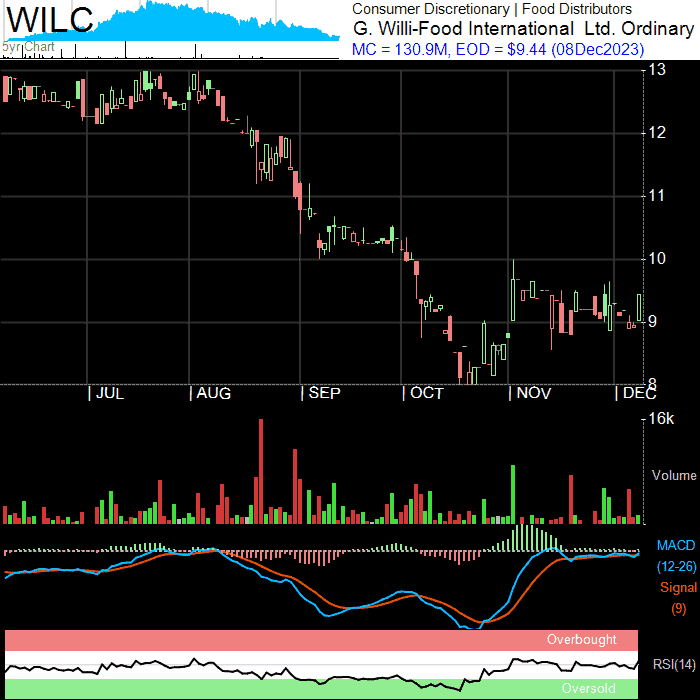 WILC
5yr Chart
Consumer Discretionary | Food Distributors
G. Willi-Food International Ltd. Ordinary
MC = 130.9M, EOD = $9.44 (08Dec2023)
13
12
11
10
9
8
JUL AUG SEP OCT NOV DEC
16k
Volume
MACD
(12-26)
Signal
(9)
Overbought
RSI(14)
Oversold